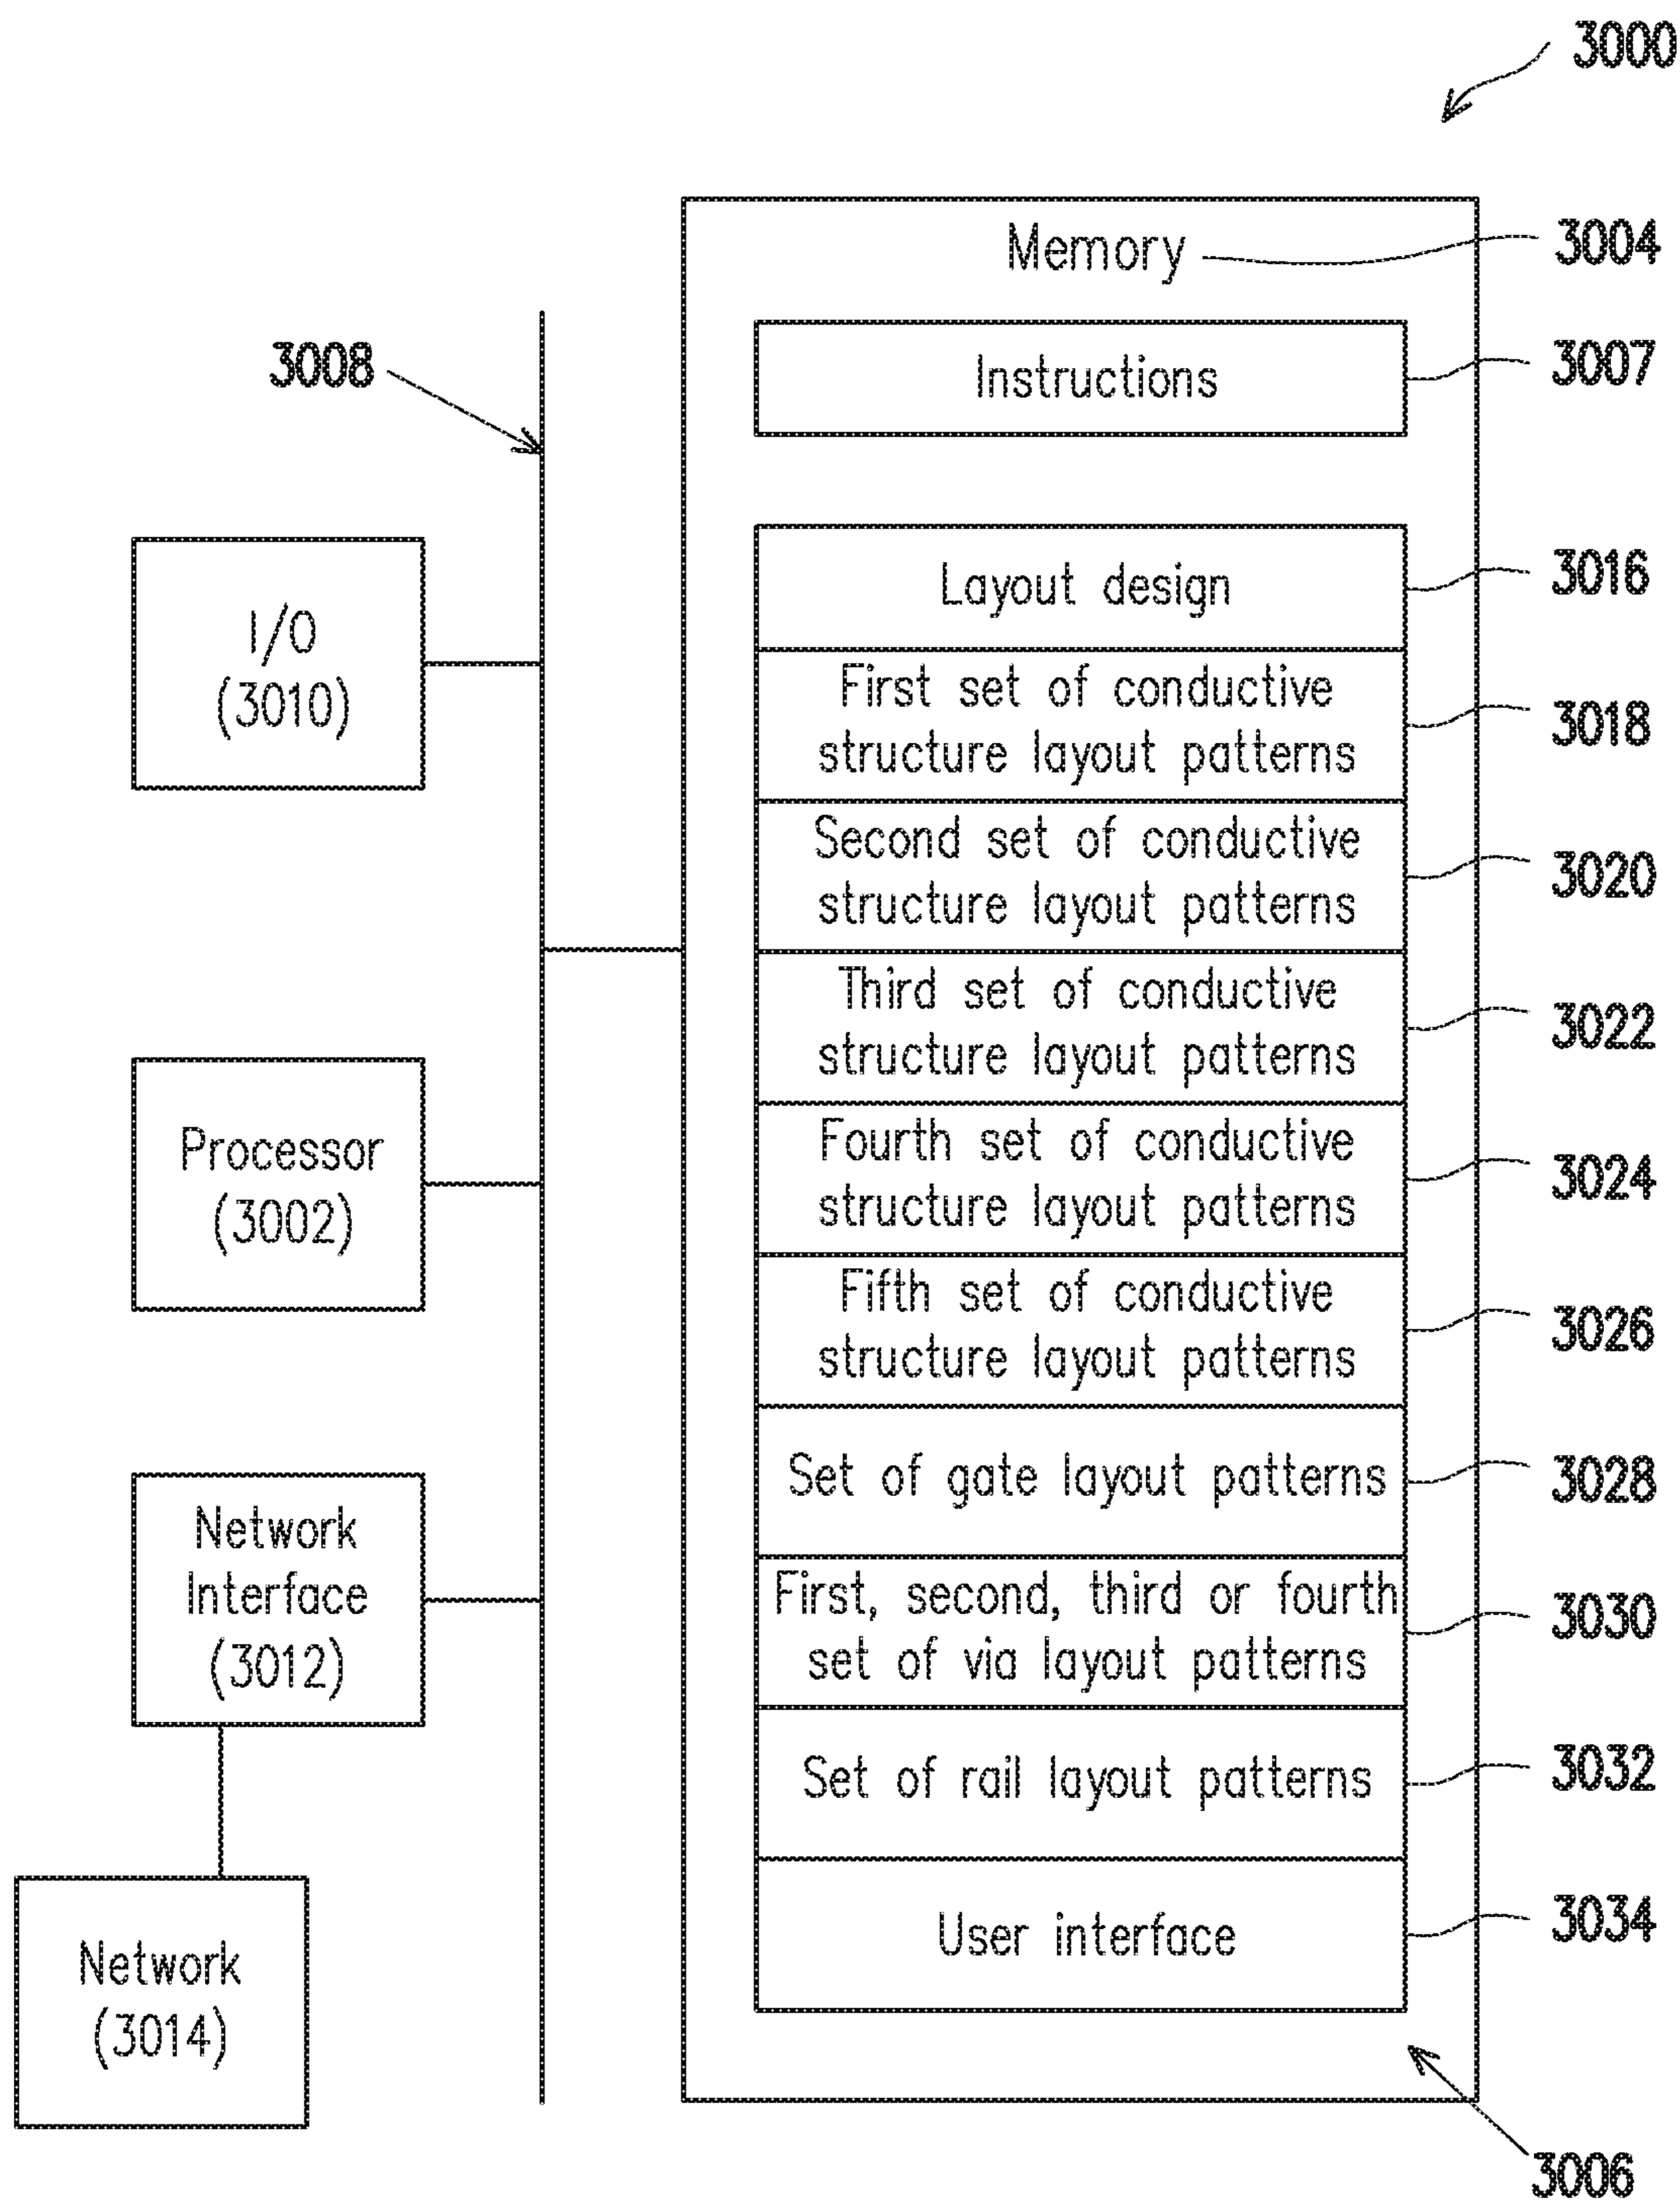 3000
Memory
3004
Instructions
3007
3008
Layout design
3016
I/O
(3010)
First set of conductive
structure layout patterns
3018
Second set of conductive
structure layout patterns
3020
Third set of conductive
structure layout patterns
3022
Processor
(3002)
Fourth set of conductive
structure layout patterns
3024
Fifth set of conductive
structure layout patterns
3026
Set of gate layout patterns
3028
Network
Interface
(3012)
First, second, third or fourth
set of via layout patterns
3030
Set of rail layout patterns
3032
User interface
3034
Network
(3014)
3006